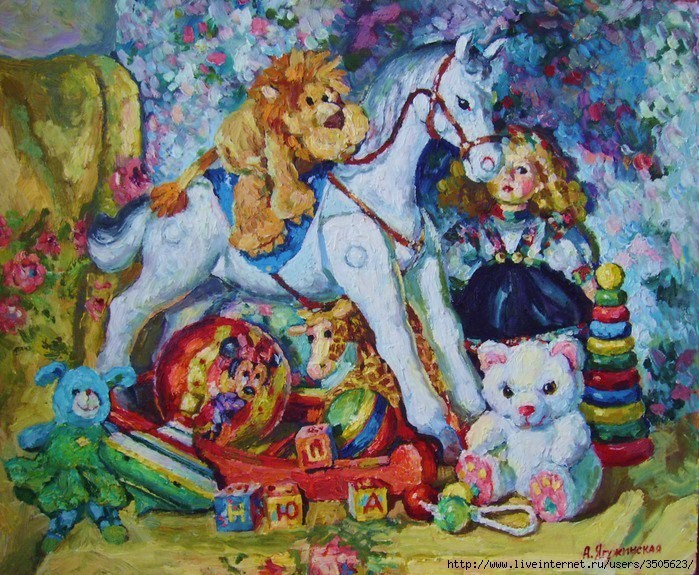 Ш
Н Ю А
А. Ягужинская
http://www.liveinternet.ru/users/3505623/